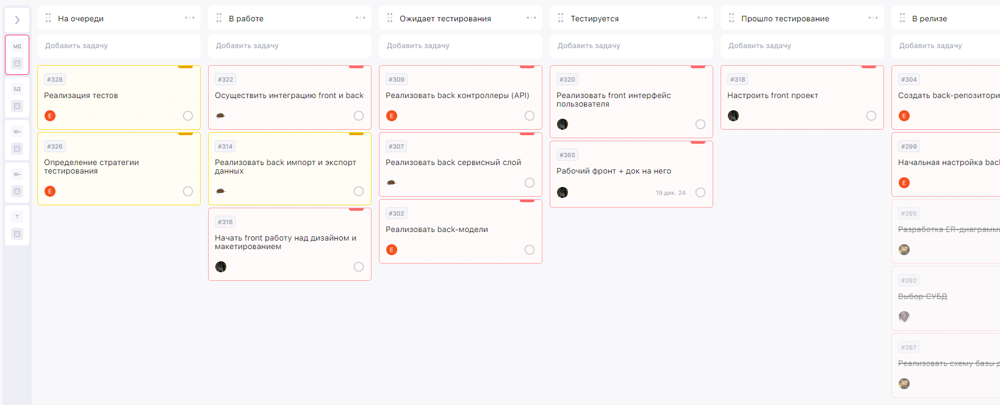 МД
БД
W–
W–
Т
На очереди
Добавить задачу
#328
Реализация тестов
E
#326
Определение стратегии
тестирования
E
В работе
Добавить задачу
#322
Осуществить интеграцию front и back
#314
Реализовать back импорт и экспорт
данных
#316
Начать front работу над дизайном и
макетированием
Ожидает тестирования
Добавить задачу
#309
Реализовать back контроллеры (API)
E
#307
Реализовать back сервисный слой
#302
Реализовать back-модели
E
Тестируется
Добавить задачу
#320
Реализовать front интерфейс
пользователя
#365
Рабочий фронт + док на него
19 дек. 24
Прошло тестирование
Добавить задачу
#318
Настроить front проект
В релизе
Добавить задачу
#304
Создать back-репозитори
E
#299
Начальная настройка back
E
#295
Разработка ER-диаграмм
#292
Выбор СУБД
#297
Реализовать схему базы д